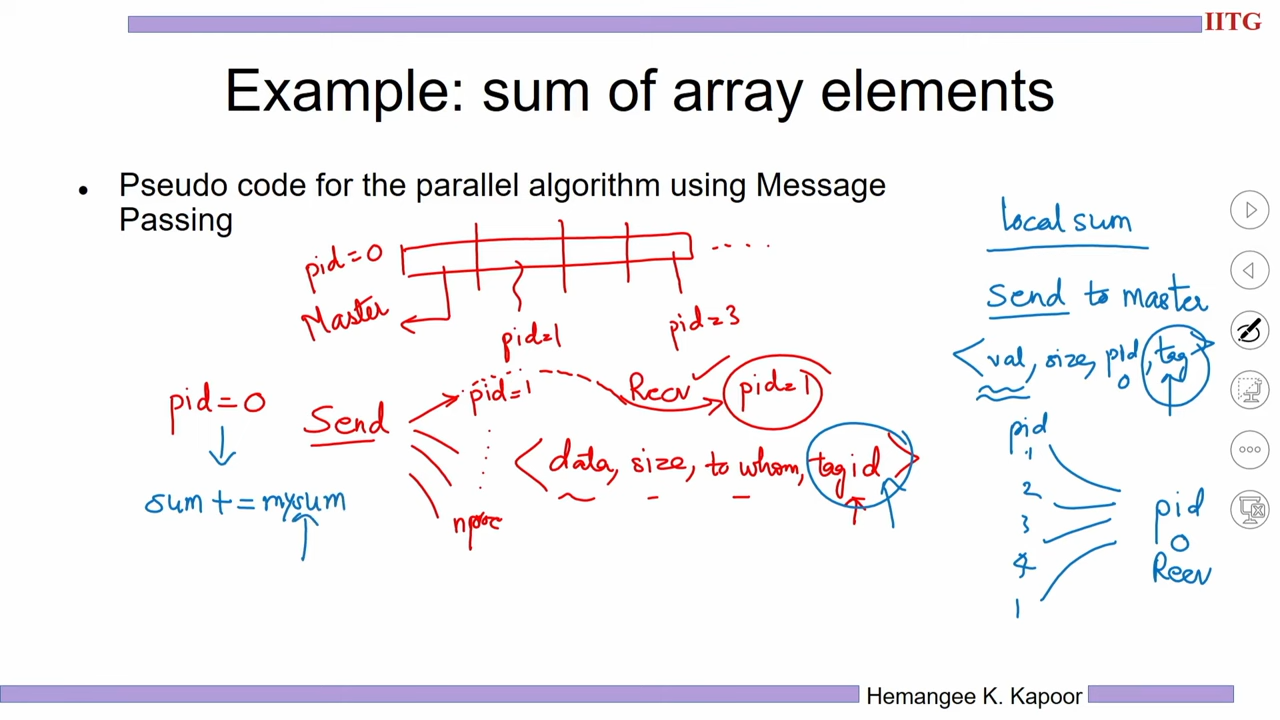 IITG
Example: sum of array elements
• Pseudo code for the parallel algorithm using Message
Passing
pid=0
Master
pid=1
pid=3
....
pid=0
sum += mysum
Send
pid=1
nproc
Recv
pid=1
<data, size, to whom, tag id>
local sum
Send to master
<val, size, pid, tag>
0
pid
1
2
3
4
1
pid
0
Recv
Hemangee K. Kapoor